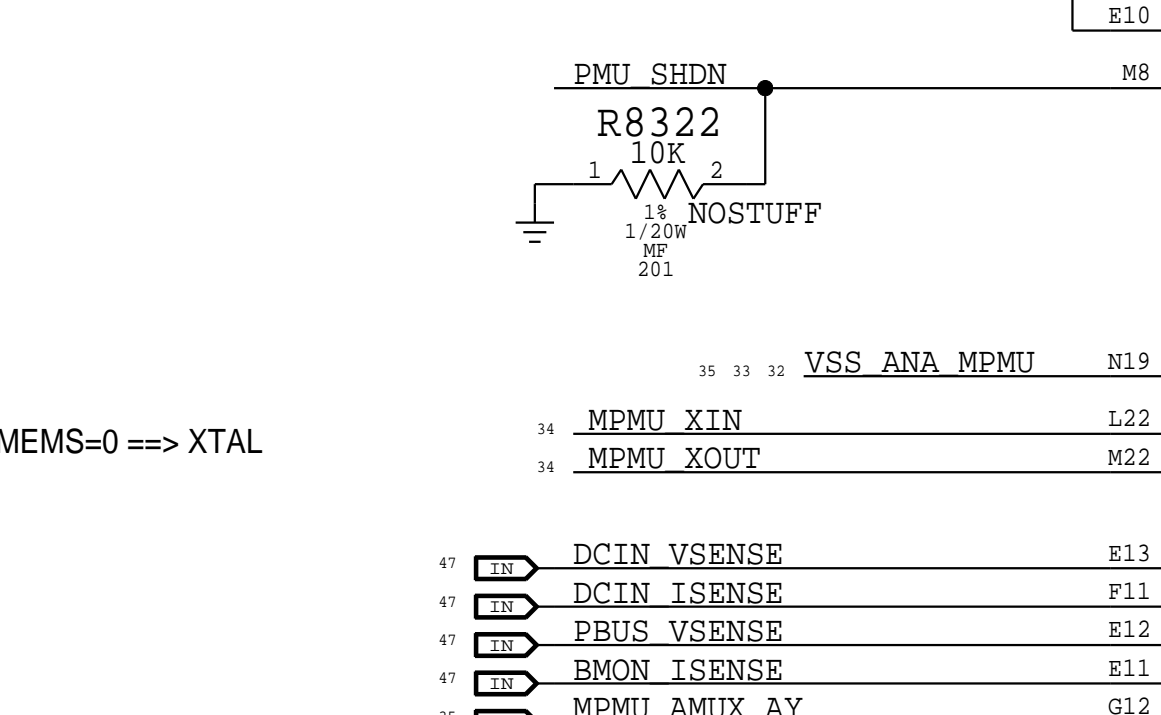 E10
PMU_SHDN M8
R8322
10K
1 2
1% NOSTUFF
1/20W
MF
201
35 33 32 VSS_ANA_MPMU N19
34 MPMU_XIN L22
MEMS=0 ==> XTAL
34 MPMU_XOUT M22
47 IN DCIN_VSENSE E13
47 IN DCIN_ISENSE F11
47 IN PBUS_VSENSE E12
47 IN BMON_ISENSE E11
MPMU_AMUX_AY G12